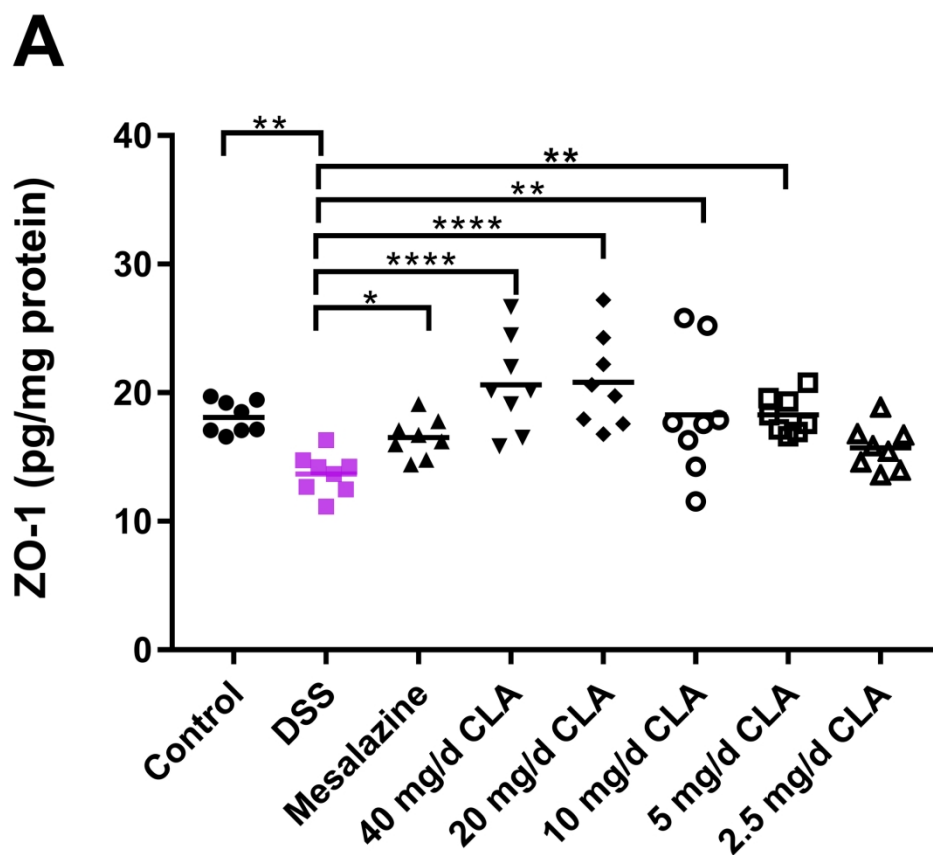 A
ZO-1 (pg/mg protein)
40
30
20
10
0
**
**
**
****
****
*
Control
DSS
Mesalazine
40 mg/d CLA
20 mg/d CLA
10 mg/d CLA
5 mg/d CLA
2.5 mg/d CLA